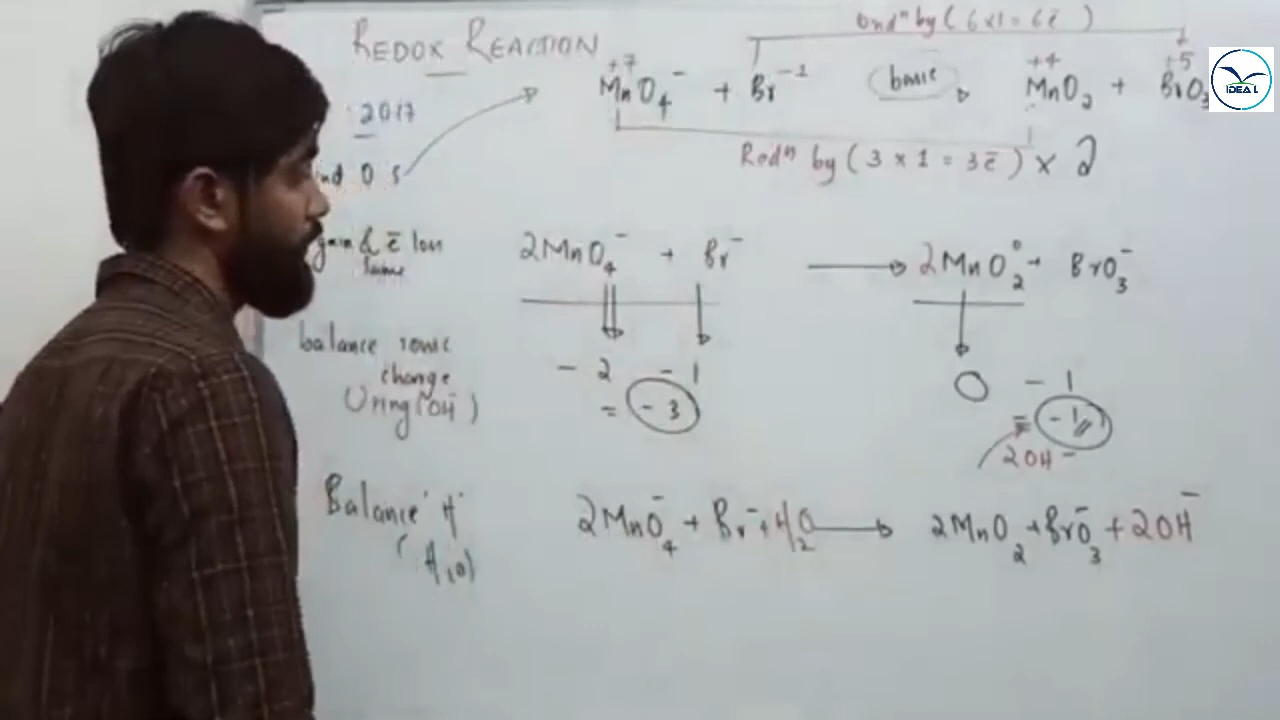 REDOX REACTION
Oxdⁿ by ( 6 x 1 = 6e̅ )
+7 +4 +5
MnO₄⁻ + Br⁻¹ basic → MnO₂ + BrO₃
IDEAL
2017
Redⁿ by ( 3 x 1 = 3e̅ ) x 2
ind O S
gain & e̅ loss
same
2MnO₄⁻ + Br⁻ → 2MnO₂⁰ + BrO₃⁻
balance ionic
charge
Using (OH⁻)
- 2 - 1
= - 3
0 - 1
= -1
2OH⁻
Balance 'H'
( H₂O )
2MnO₄⁻ + Br⁻ + H₂O → 2MnO₂ + BrO₃⁻ + 2OH⁻